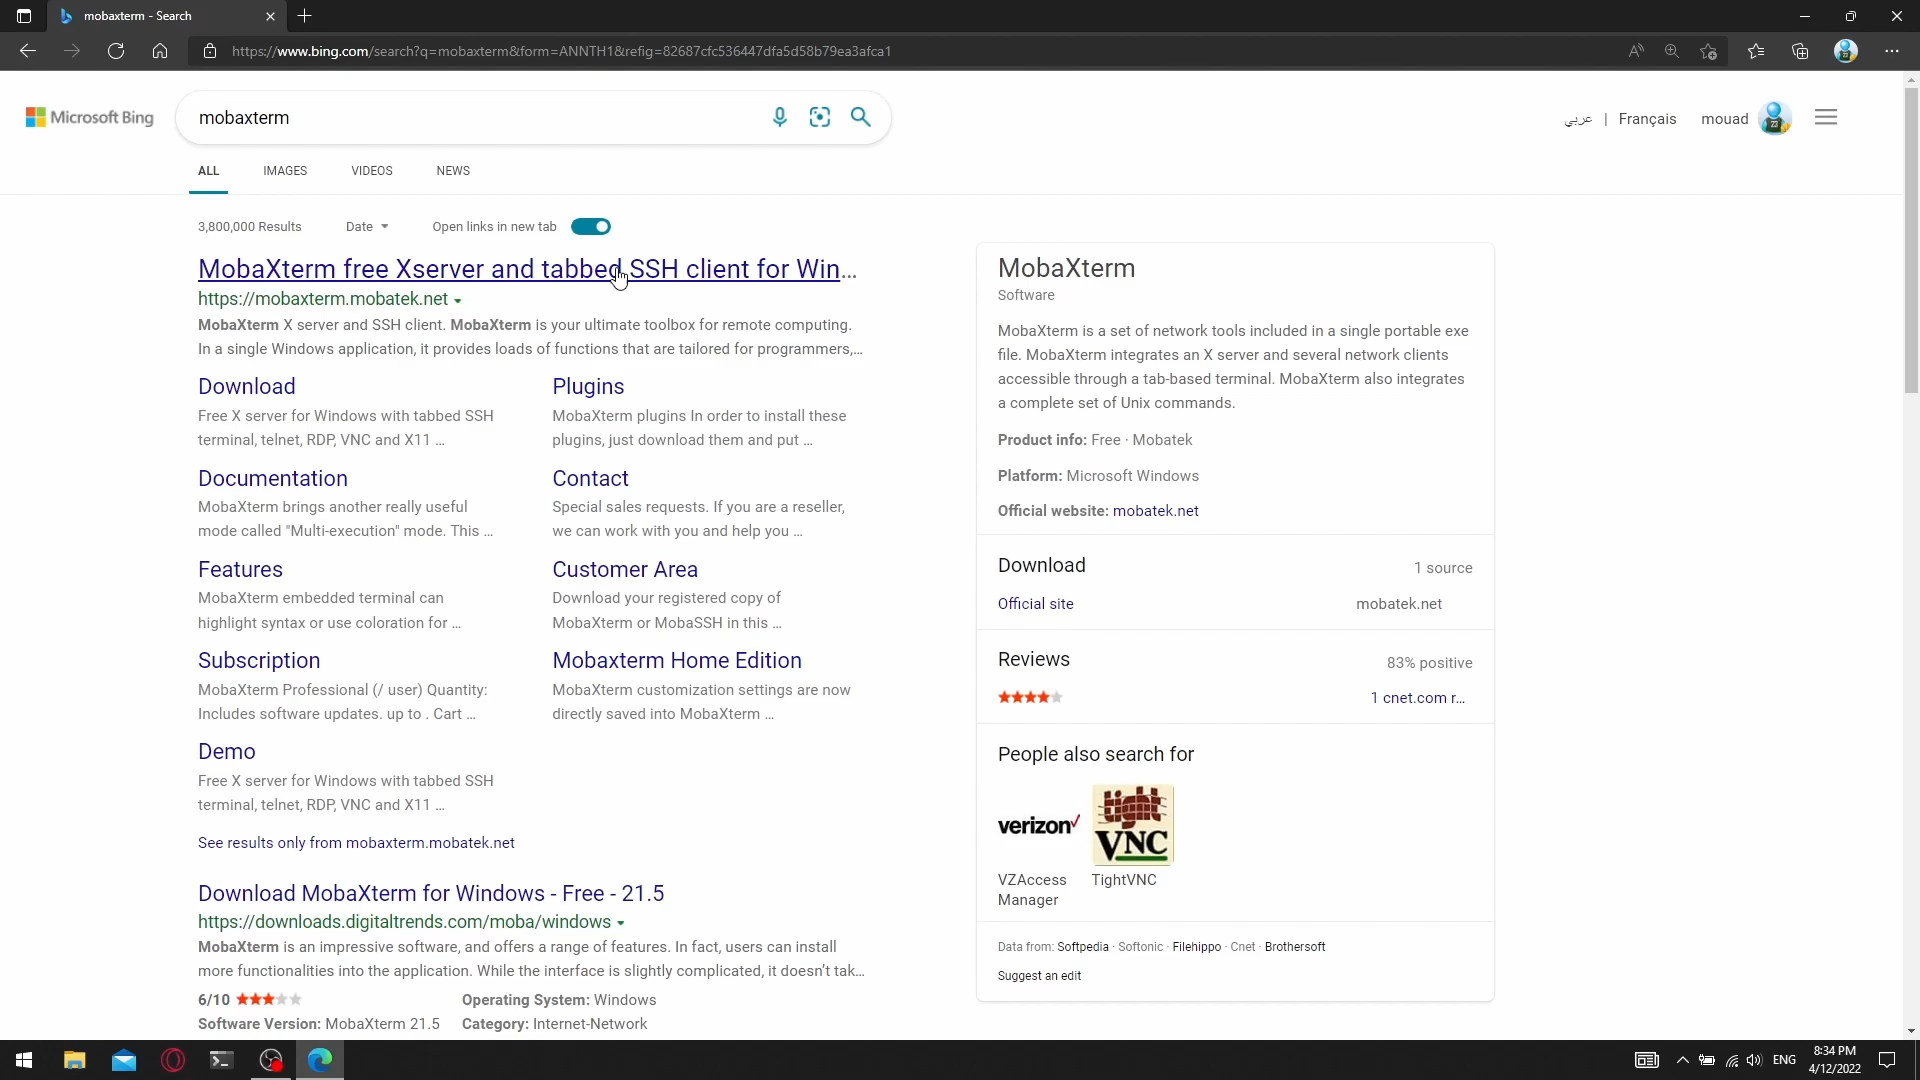 mobaxterm - Search
https://www.bing.com/search?q=mobaxterm&form=ANNTH1&refig=82687cfc536447dfa5d58b79ea3afca1
Microsoft Bing
mobaxterm
عربي | Français mouad
ALL IMAGES VIDEOS NEWS
3,800,000 Results Date Open links in new tab
MobaXterm free Xserver and tabbed SSH client for Win...
https://mobaxterm.mobatek.net
MobaXterm X server and SSH client. MobaXterm is your ultimate toolbox for remote computing.
In a single Windows application, it provides loads of functions that are tailored for programmers,...
Download
Free X server for Windows with tabbed SSH
terminal, telnet, RDP, VNC and X11 ...
Plugins
MobaXterm plugins In order to install these
plugins, just download them and put ...
Documentation
MobaXterm brings another really useful
mode called "Multi-execution" mode. This ...
Contact
Special sales requests. If you are a reseller,
we can work with you and help you ...
Features
MobaXterm embedded terminal can
highlight syntax or use coloration for ...
Customer Area
Download your registered copy of
MobaXterm or MobaSSH in this ...
Subscription
MobaXterm Professional (/ user) Quantity:
Includes software updates. up to . Cart ...
Mobaxterm Home Edition
MobaXterm customization settings are now
directly saved into MobaXterm ...
Demo
Free X server for Windows with tabbed SSH
terminal, telnet, RDP, VNC and X11 ...
See results only from mobaxterm.mobatek.net
Download MobaXterm for Windows - Free - 21.5
https://downloads.digitaltrends.com/moba/windows
MobaXterm is an impressive software, and offers a range of features. In fact, users can install
more functionalities into the application. While the interface is slightly complicated, it doesn't tak...
6/10 Operating System: Windows
Software Version: MobaXterm 21.5 Category: Internet-Network
MobaXterm
Software
MobaXterm is a set of network tools included in a single portable exe
file. MobaXterm integrates an X server and several network clients
accessible through a tab-based terminal. MobaXterm also integrates
a complete set of Unix commands.
Product info: Free · Mobatek
Platform: Microsoft Windows
Official website: mobatek.net
Download 1 source
Official site mobatek.net
Reviews 83% positive
1 cnet.com r...
People also search for
verizon
tight
VNC
VZAccess
Manager
TightVNC
Data from: Softpedia · Softonic · Filehippo · Cnet · Brothersoft
Suggest an edit
ENG
8:34 PM
4/12/2022